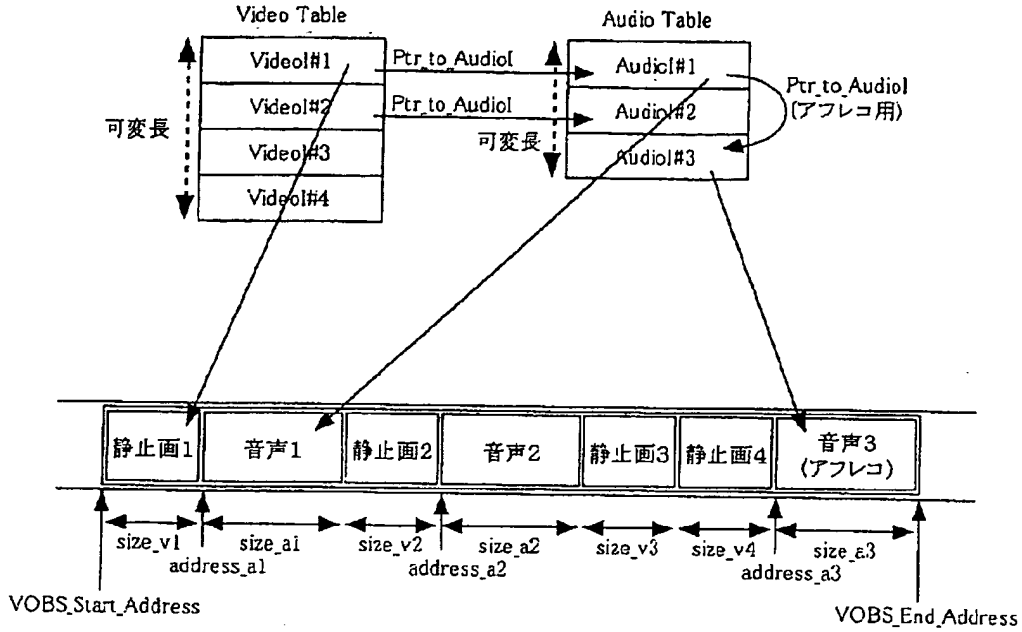 Video Table
Audio Table
VideoI#1
Ptr_to_AudioI
AudioI#1
Ptr_to_AudioI
(アフレコ用)
VideoI#2
Ptr_to_AudioI
AudioI#2
可変長
可変長
VideoI#3
AudioI#3
VideoI#4
静止画1
音声1
静止画2
音声2
静止画3
静止画4
音声3
(アフレコ)
size_v1
size_a1
size_v2
size_a2
size_v3
size_v4
size_a3
address_a1
address_a2
address_a3
VOBS_Start_Address
VOBS_End_Address